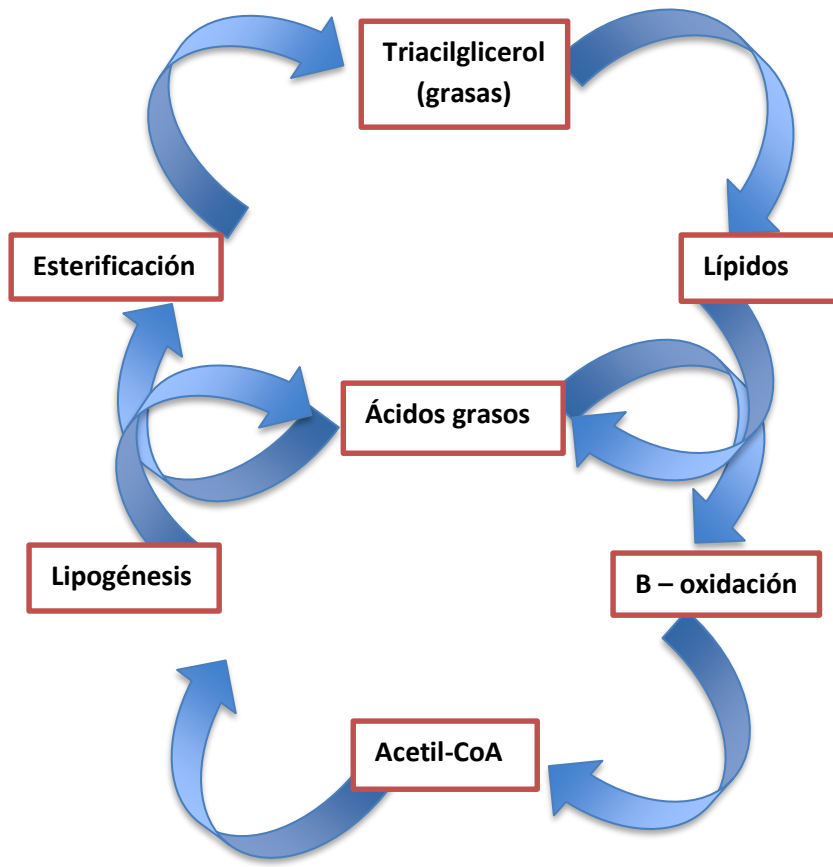 Triacilglicerol
(grasas)
Esterificación
Lípidos
Ácidos grasos
Lipogénesis
B – oxidación
Acetil-CoA